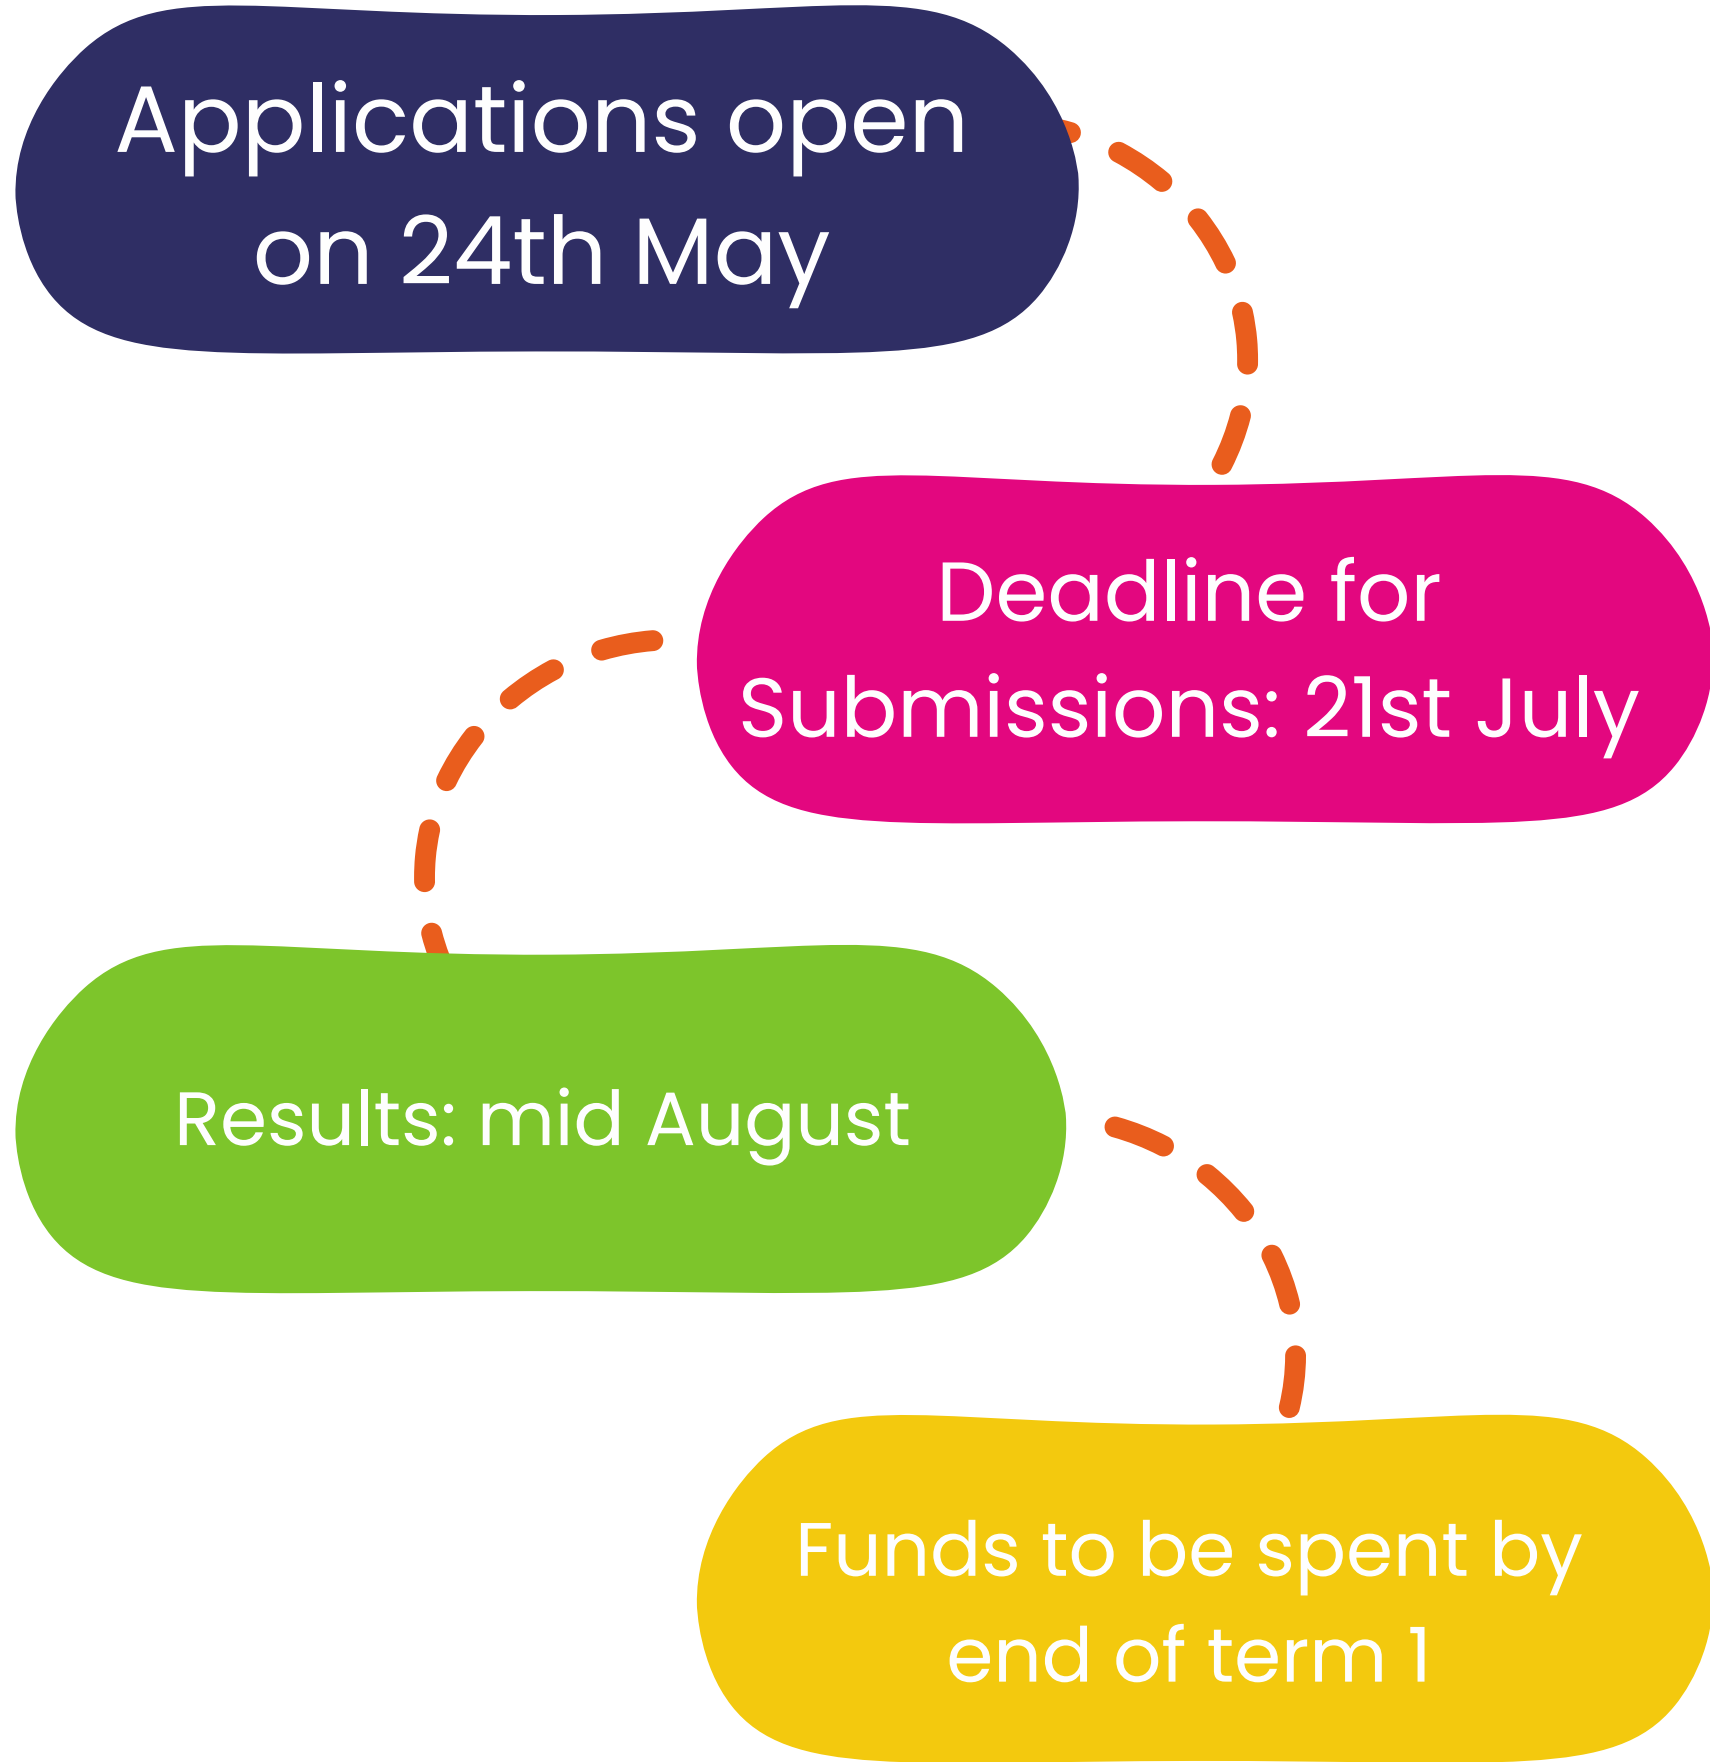 Applications open
on 24th May
Deadline for
Submissions: 21st July
Results: mid August
Funds to be spent by
end of term 1